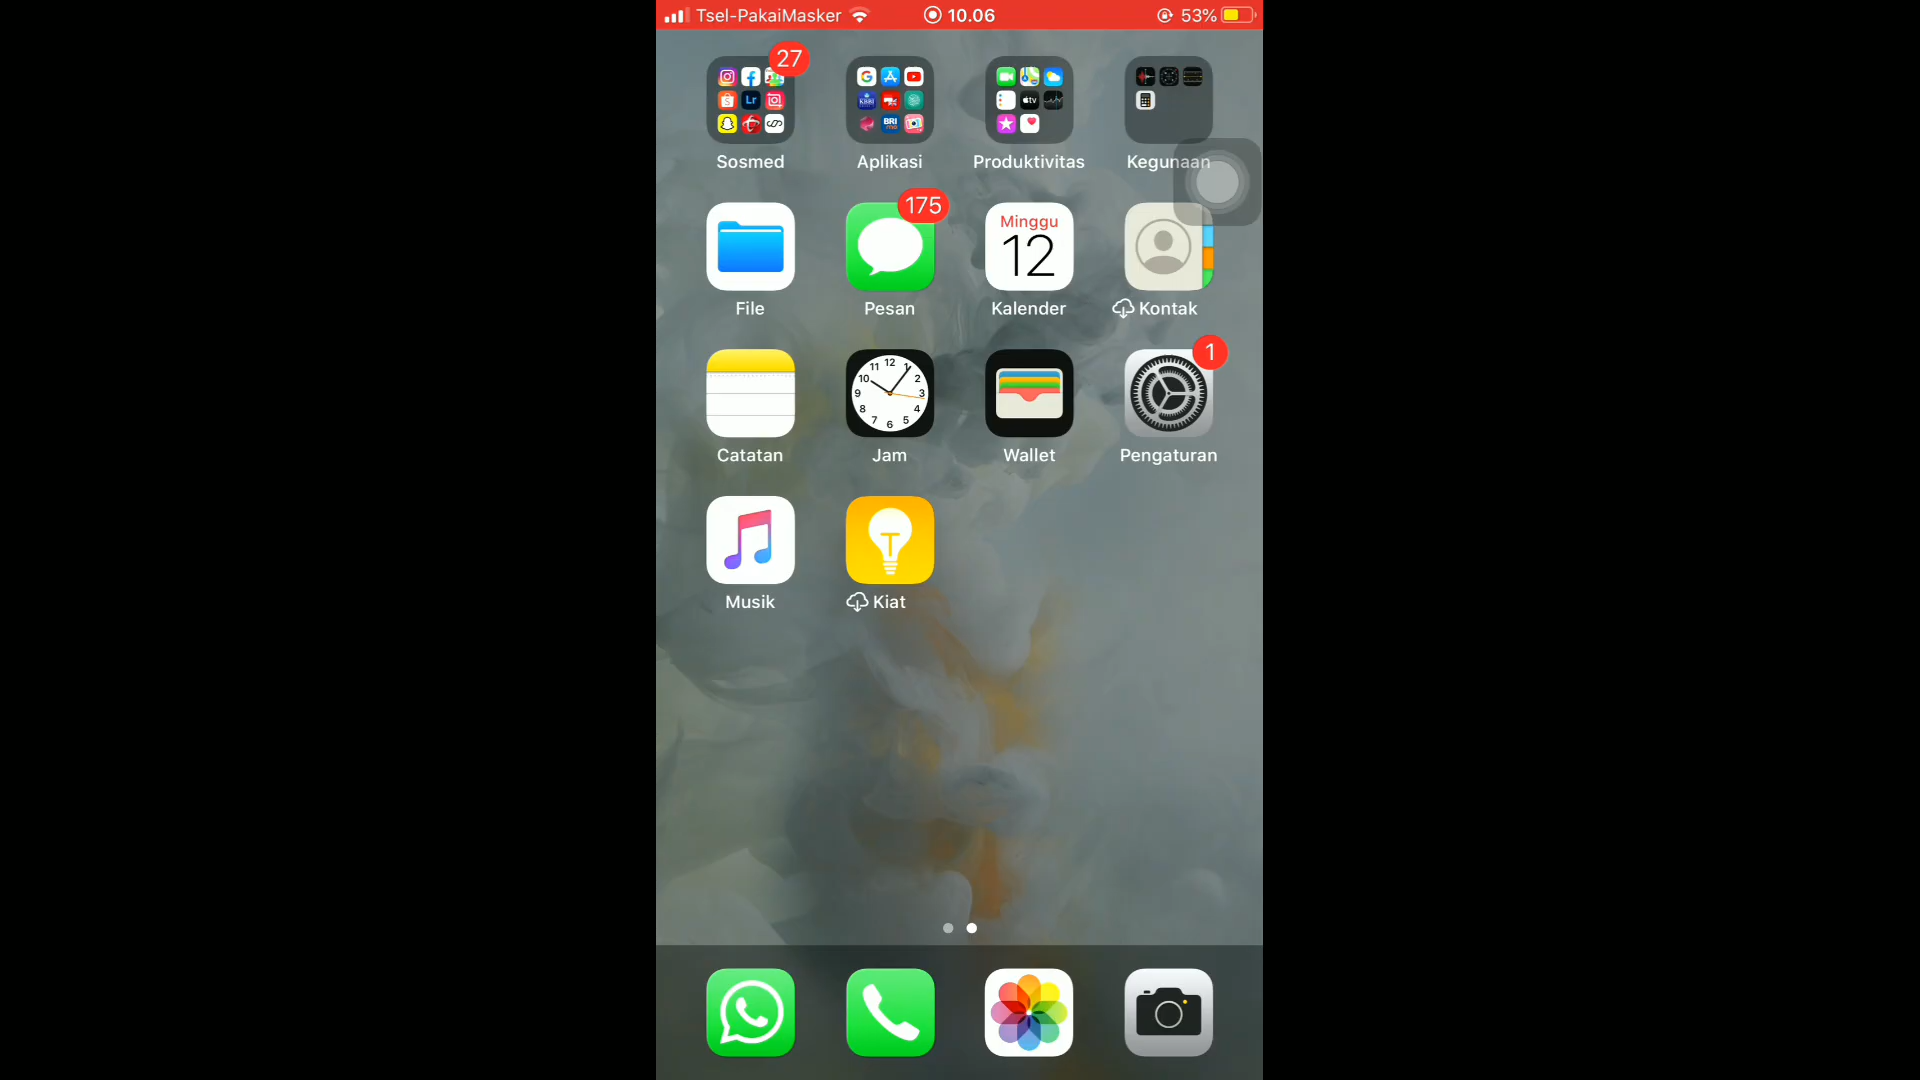 Tsel-PakaiMasker 10.06 53%
27
Sosmed Aplikasi Produktivitas Kegunaan
175
Minggu
12
File Pesan Kalender Kontak
1
Catatan Jam Wallet Pengaturan
Musik Kiat